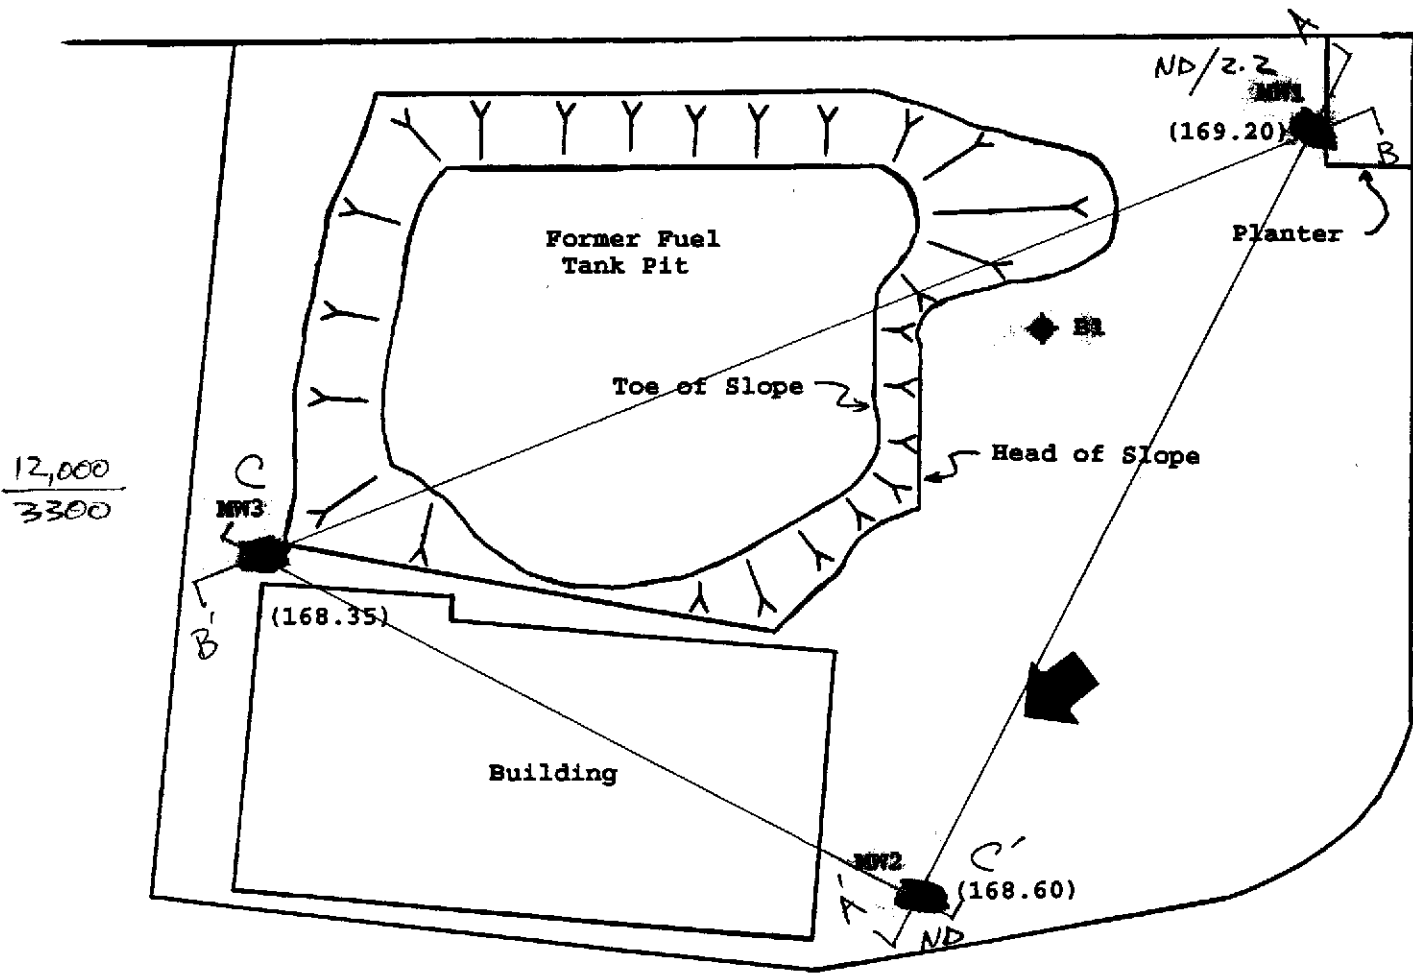 A
ND/2.2
MW1
(169.20)
B
Planter
Former Fuel
Tank Pit
B1
Toe of Slope
Head of Slope
12,000
3300
C
MW3
B'
(168.35)
Building
MW2
C'
A'
(168.60)
ND